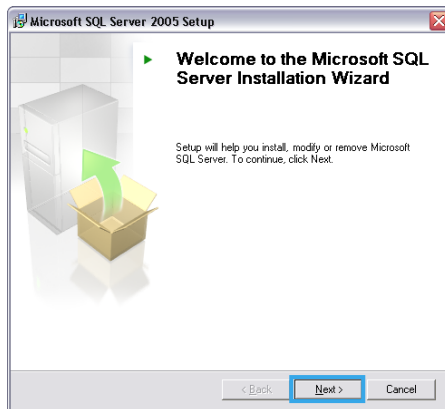 Microsoft SQL Server 2005 Setup
Welcome to the Microsoft SQL
Server Installation Wizard
Setup will help you install, modify or remove Microsoft
SQL Server. To continue, click Next.
< Back
Next >
Cancel